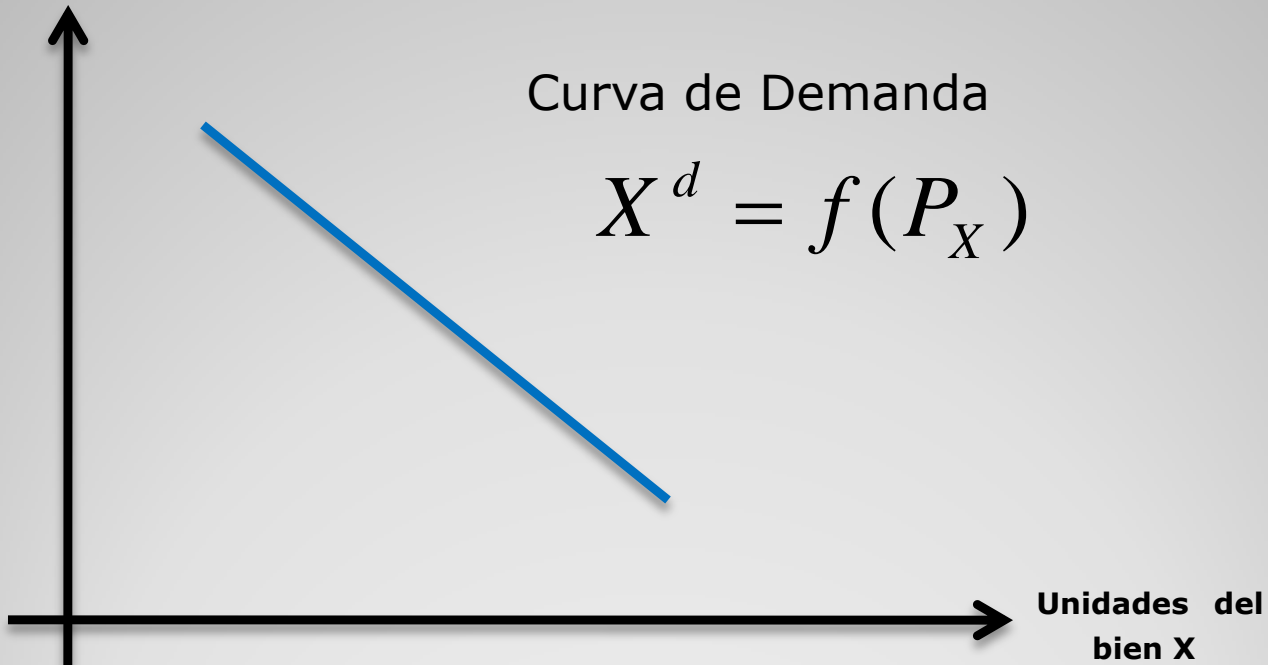 Curva de Demanda
X^d = f(P_X)
Unidades del
bien X